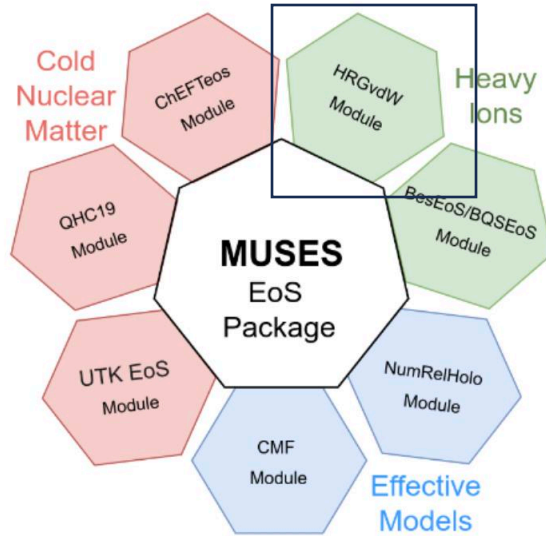 Cold
Nuclear
Matter
ChEFTeos
Module
HRGvdW
Module
Heavy
Ions
QHC19
Module
BesEoS/BQSEoS
Module
MUSES
EoS
Package
UTK EoS
Module
NumRelHolo
Module
CMF
Module
Effective
Models